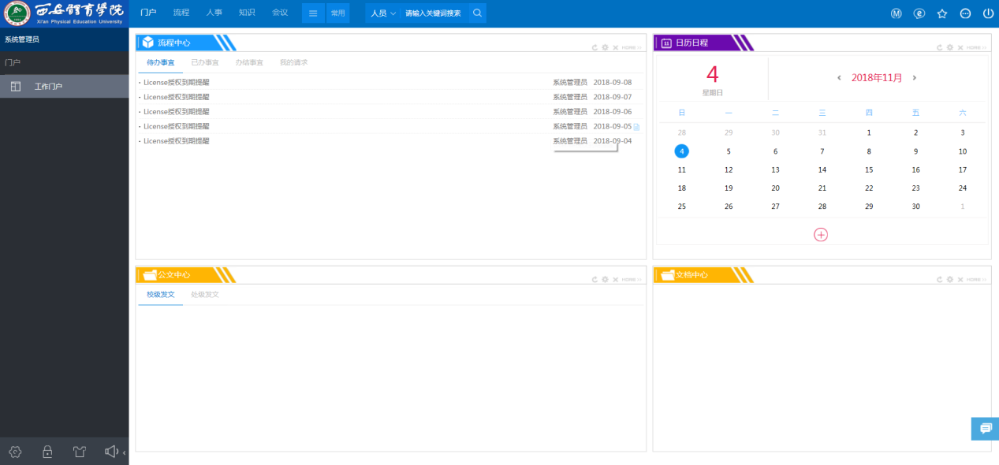 西安體育學院
Xi'an Physical Education University
门户 流程 人事 知识 会议 常用 人员 请输入关键词搜索
系统管理员
门户
工作门户
流程中心
HOME
待办事宜 已办事宜 办结事宜 我的请求
License授权到期提醒 系统管理员 2018-09-08
License授权到期提醒 系统管理员 2018-09-07
License授权到期提醒 系统管理员 2018-09-06
License授权到期提醒 系统管理员 2018-09-05
License授权到期提醒 系统管理员 2018-09-04
11 日历日程
HOME
4
星期日
2018年11月
日 一 二 三 四 五 六
28 29 30 31 1 2 3
4 5 6 7 8 9 10
11 12 13 14 15 16 17
18 19 20 21 22 23 24
25 26 27 28 29 30 1
公文中心
HOME
校级发文 处级发文
文档中心
HOME